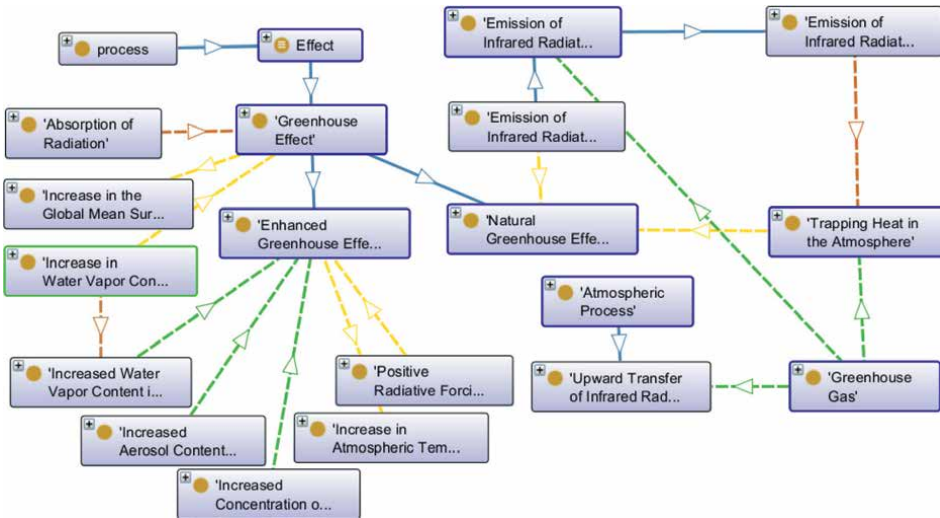 process
Effect
'Emission of
Infrared Radiat...
'Emission of
Infrared Radiat...
'Absorption of
Radiation'
'Greenhouse
Effect'
'Emission of
Infrared Radiat...
'Increase in the
Global Mean Sur...
'Enhanced
Greenhouse Effe...
'Natural
Greenhouse Effe...
'Trapping Heat in
the Atmosphere'
'Increase in
Water Vapor Con...
'Atmospheric
Process'
'Increased Water
Vapor Content i...
'Positive
Radiative Forci...
'Upward Transfer
of Infrared Rad...
'Greenhouse
Gas'
'Increased
Aerosol Content...
'Increase in
Atmospheric Tem...
'Increased
Concentration o...